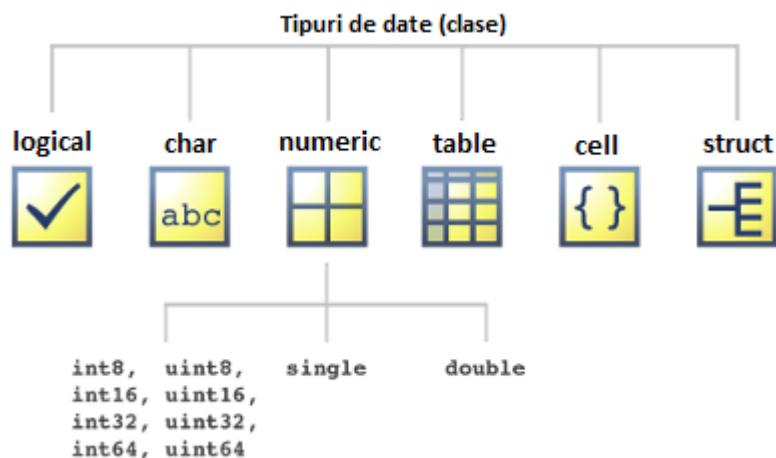 Tipuri de date (clase)
logical char numeric table cell struct
abc { }
int8, uint8, single double
int16, uint16,
int32, uint32,
int64, uint64